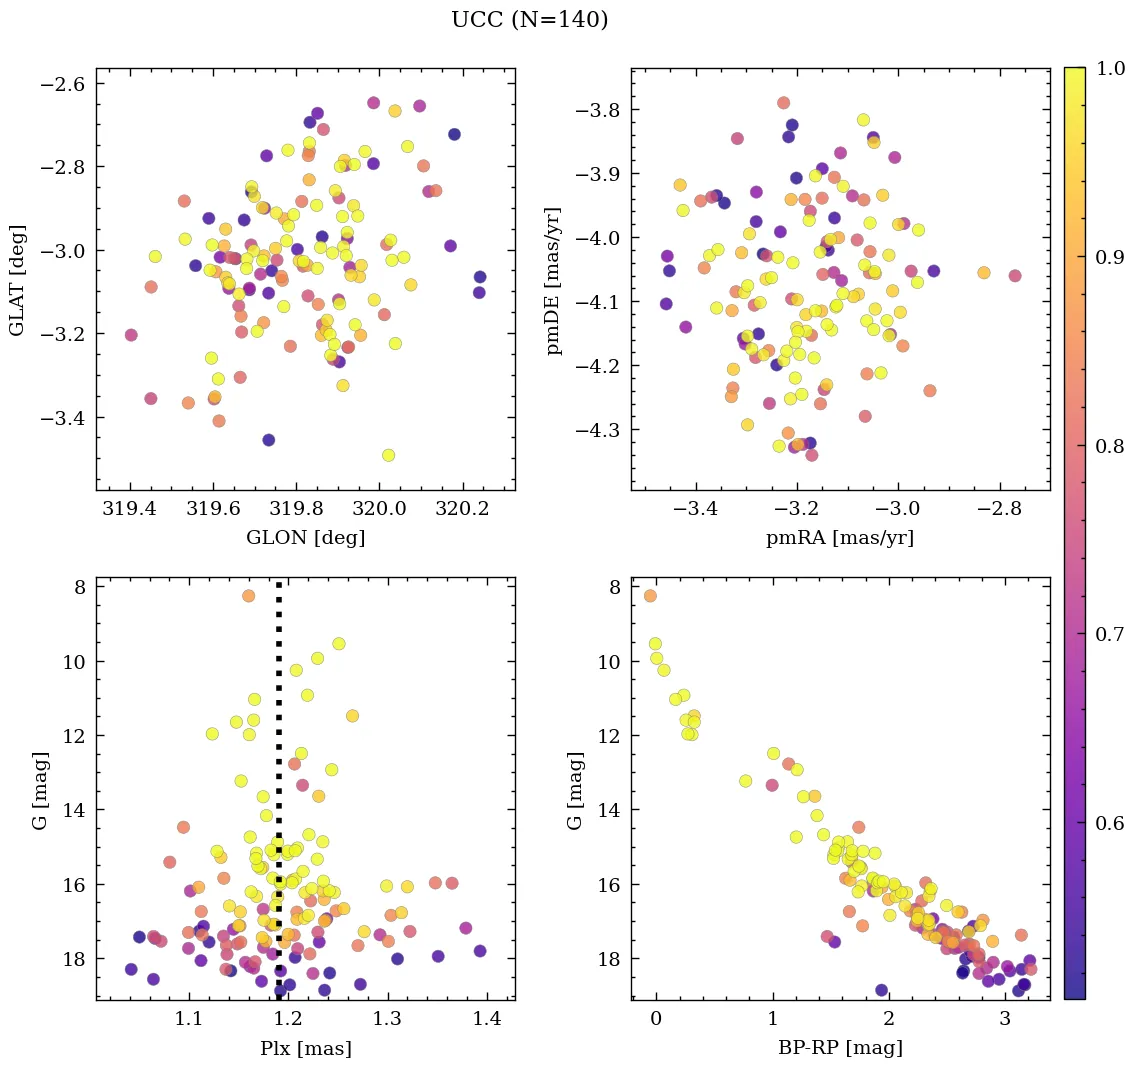 UCC (N=140)
−2.6
−2.8
−3.0
−3.2
−3.4
GLAT [deg]
319.4 319.6 319.8 320.0 320.2
GLON [deg]
−3.8
−3.9
−4.0
−4.1
−4.2
−4.3
pmDE [mas/yr]
−3.4 −3.2 −3.0 −2.8
pmRA [mas/yr]
8
10
12
14
16
18
G [mag]
1.1 1.2 1.3 1.4
Plx [mas]
8
10
12
14
16
18
G [mag]
0 1 2 3
BP-RP [mag]
1.0
0.9
0.8
0.7
0.6